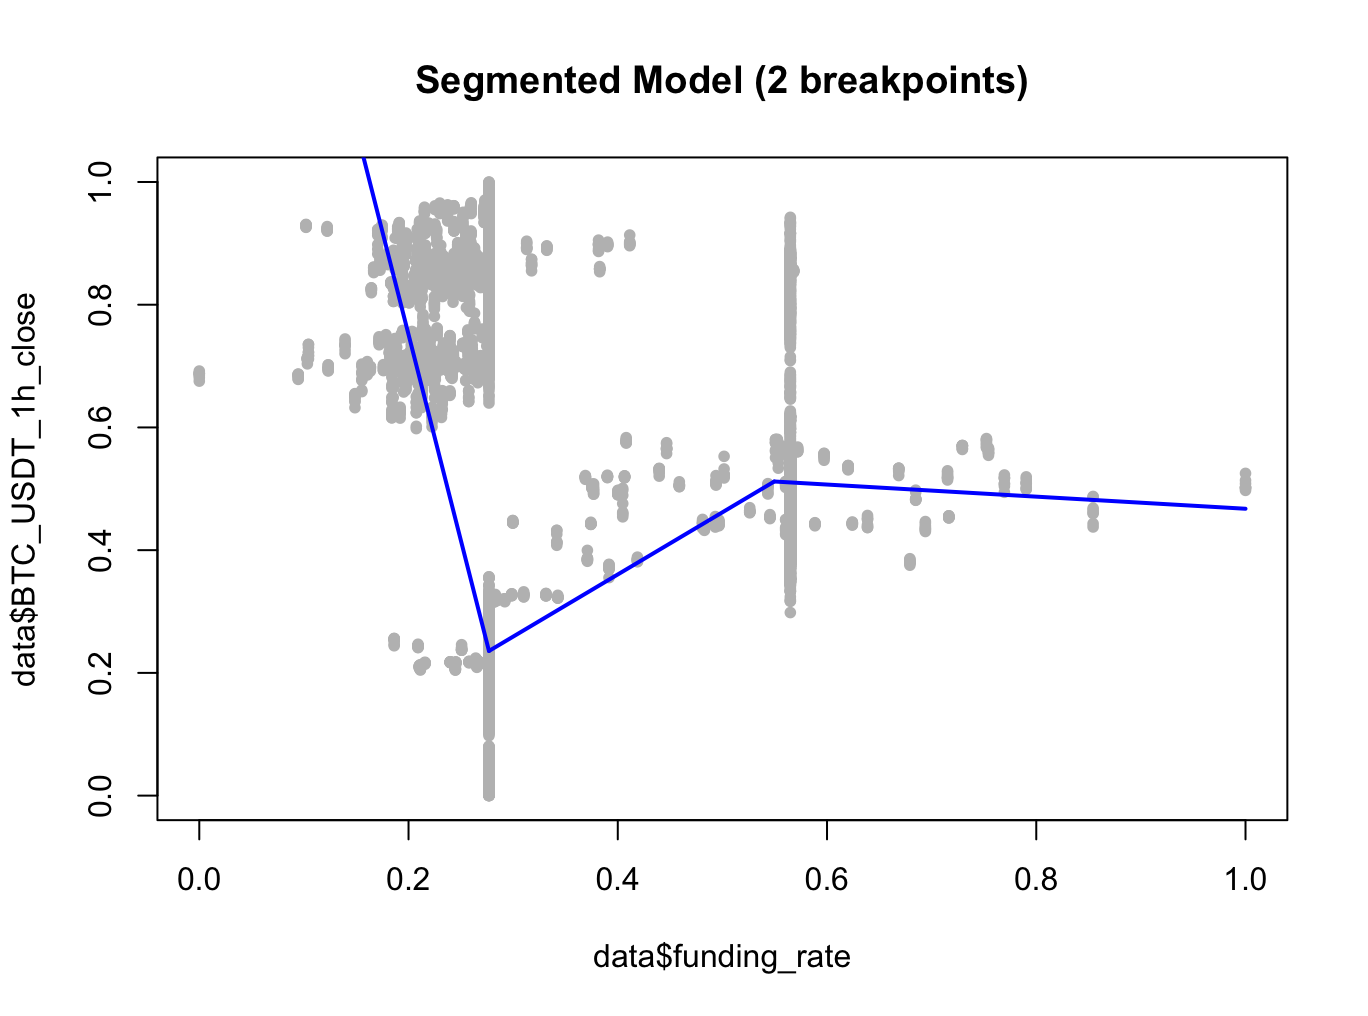 Segmented Model (2 breakpoints)
data$BTC_USDT_1h_close
1.0
0.8
0.6
0.4
0.2
0.0
0.0 0.2 0.4 0.6 0.8 1.0
data$funding_rate